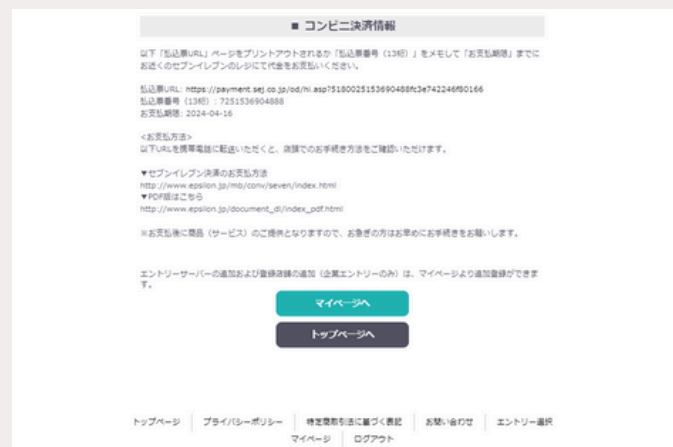 ■ コンビニ決済情報
以下「払込票URL」ページをプリントアウトされるか「払込票番号（13桁）」をメモして「お支払期限」までに
お近くのセブンイレブンのレジにて代金をお支払いください。
払込票URL: https://payment.sej.co.jp/od/hi.asp?5180025153690488fc3e742246f80166
払込票番号（13桁）: 7251536904888
お支払期限: 2024-04-16
<お支払方法>
以下URLを携帯電話に転送いただくと、店頭でのお手続き方法をご確認いただけます。
▼セブンイレブン決済のお支払方法
http://www.epsilon.jp/mb/conv/seven/index.html
▼PDF版はこちら
http://www.epsilon.jp/document_dl/index_pdf.html
※お支払後に商品（サービス）のご提供となりますので、お急ぎの方はお早めにお手続きをお願いします。
エントリーサーバーの追加および登録店舗の追加（企業エントリーのみ）は、マイページより追加登録ができま
す。
マイページへ
トップページへ
トップページ プライバシーポリシー 特定商取引法に基づく表記 お問い合わせ エントリー選択
マイページ ログアウト